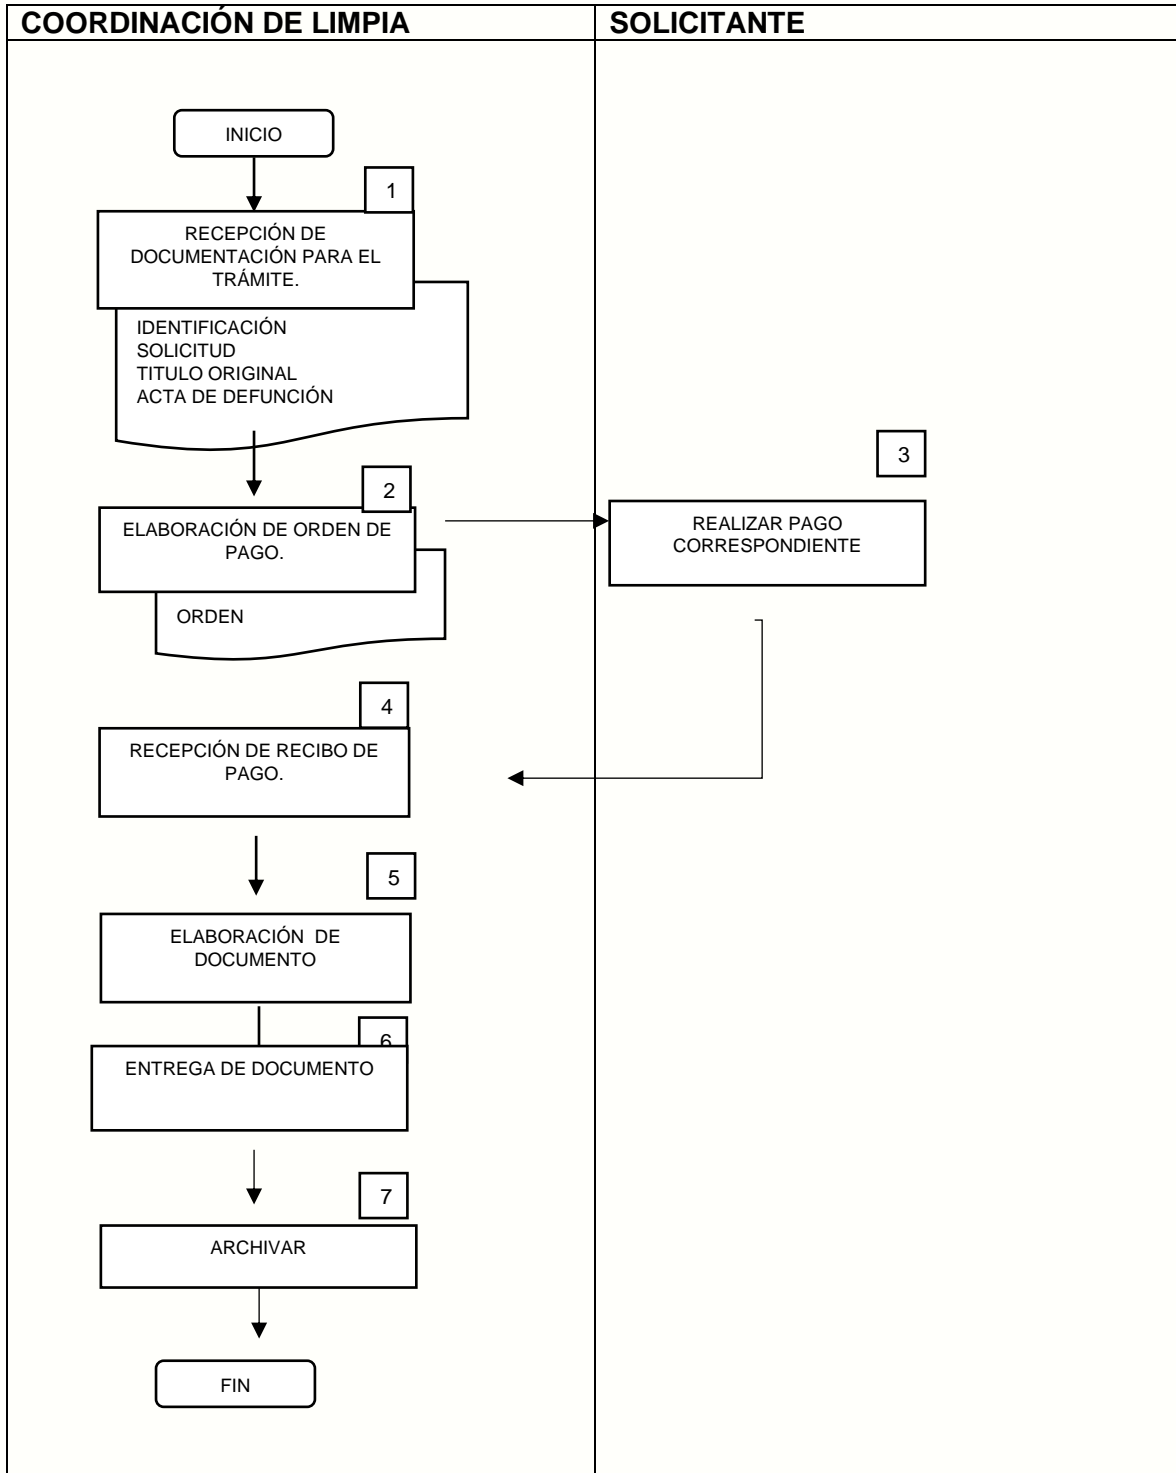 COORDINACIÓN DE LIMPIA
SOLICITANTE
INICIO
1
RECEPCIÓN DE
DOCUMENTACIÓN PARA EL
TRÁMITE.
IDENTIFICACIÓN
SOLICITUD
TITULO ORIGINAL
ACTA DE DEFUNCIÓN
2
ELABORACIÓN DE ORDEN DE
PAGO.
ORDEN
3
REALIZAR PAGO
CORRESPONDIENTE
4
RECEPCIÓN DE RECIBO DE
PAGO.
5
ELABORACIÓN  DE
DOCUMENTO
6
ENTREGA DE DOCUMENTO
7
ARCHIVAR
FIN